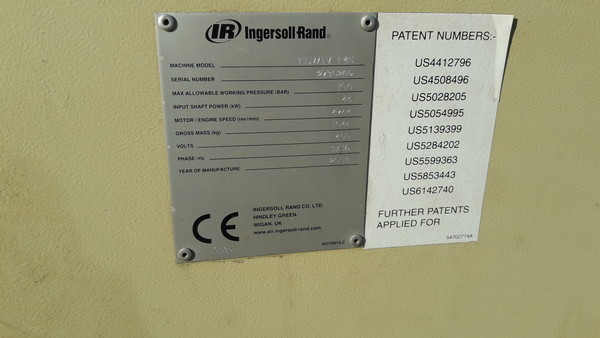 IR Ingersoll-Rand
MACHINE MODEL
SERIAL NUMBER
MAX ALLOWABLE WORKING PRESSURE (BAR)
INPUT SHAFT POWER (kW)
MOTOR / ENGINE SPEED (rev/min)
GROSS MASS (kg)
VOLTS
PHASE / Hz
YEAR OF MANUFACTURE
CE
INGERSOLL RAND CO. LTD.
HINDLEY GREEN,
WIGAN. UK
www.air.ingersoll-rand.com
PATENT NUMBERS:-
US4412796
US4508496
US5028205
US5054995
US5139399
US5284202
US5599363
US5853443
US6142740
FURTHER PATENTS
APPLIED FOR
54702774A